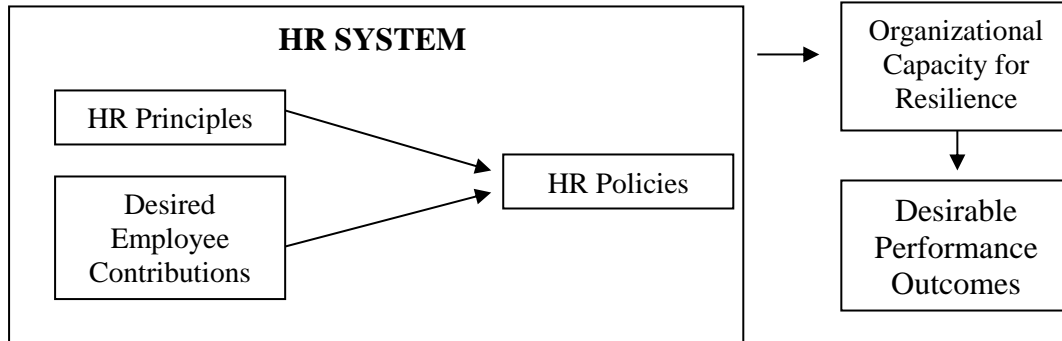 HR SYSTEM
HR Principles
Desired
Employee
Contributions
HR Policies
Organizational
Capacity for
Resilience
Desirable
Performance
Outcomes